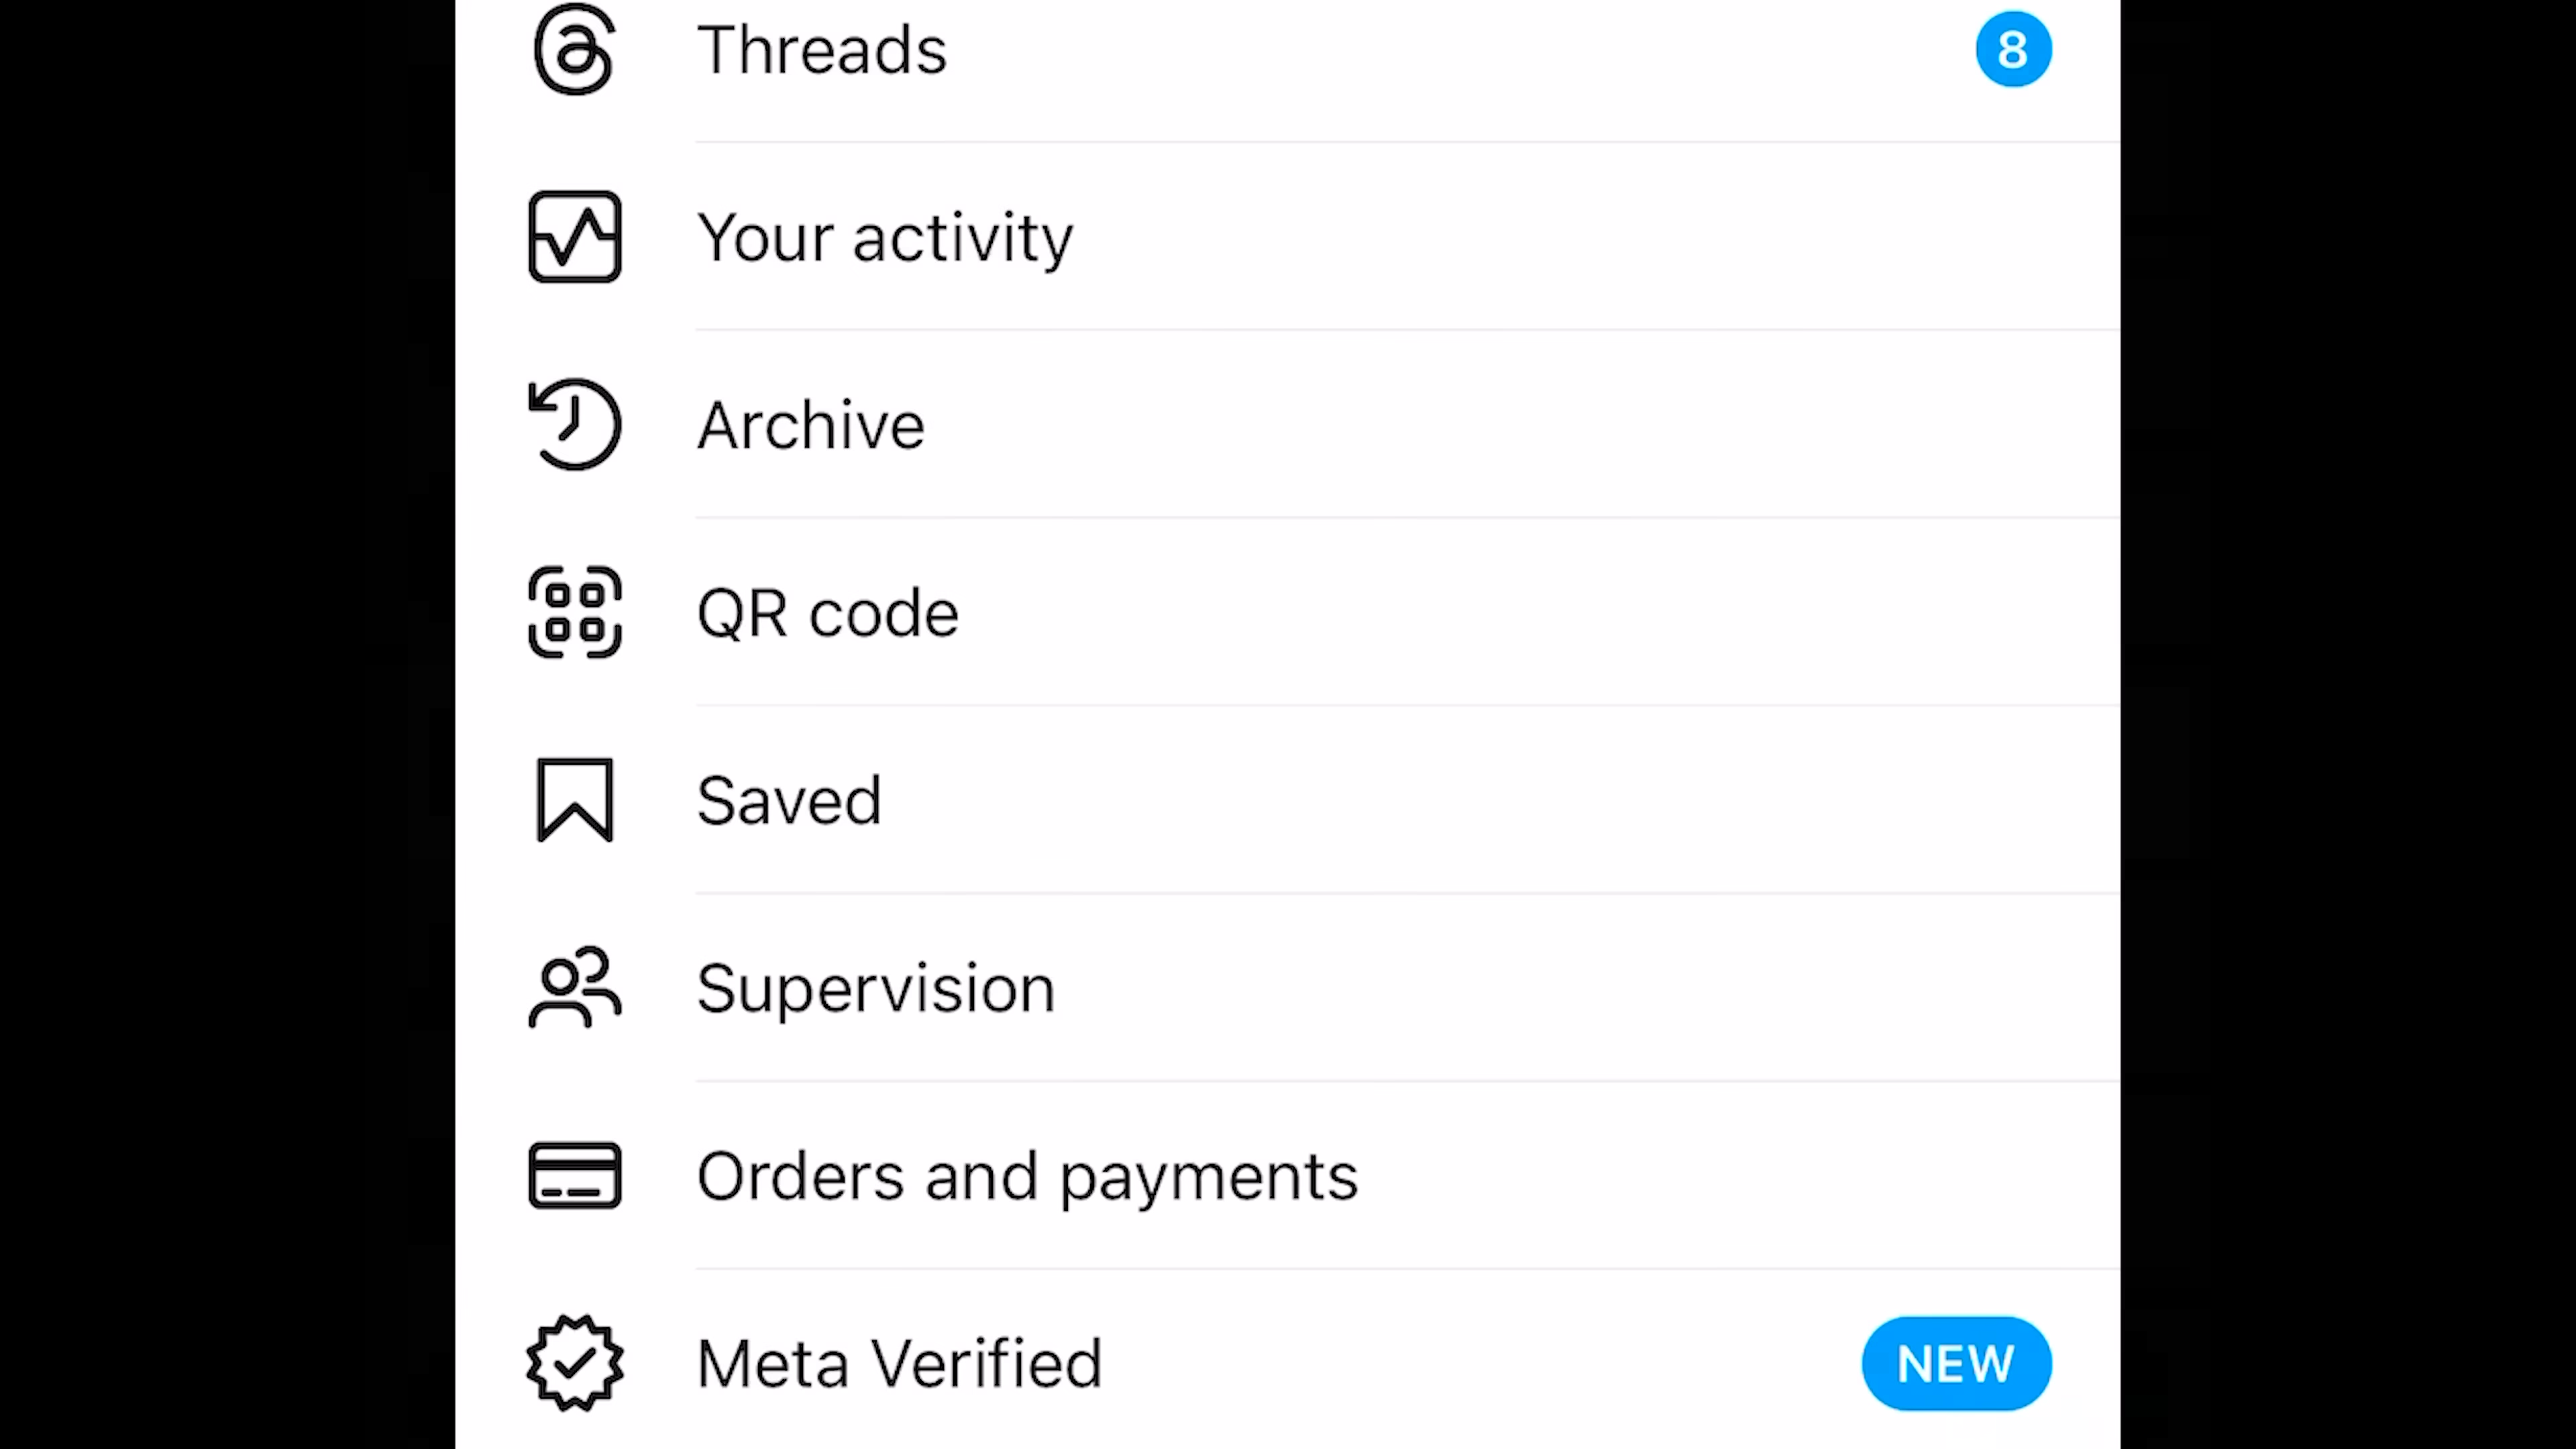 Threads
8
Your activity
Archive
QR code
Saved
Supervision
Orders and payments
Meta Verified
NEW